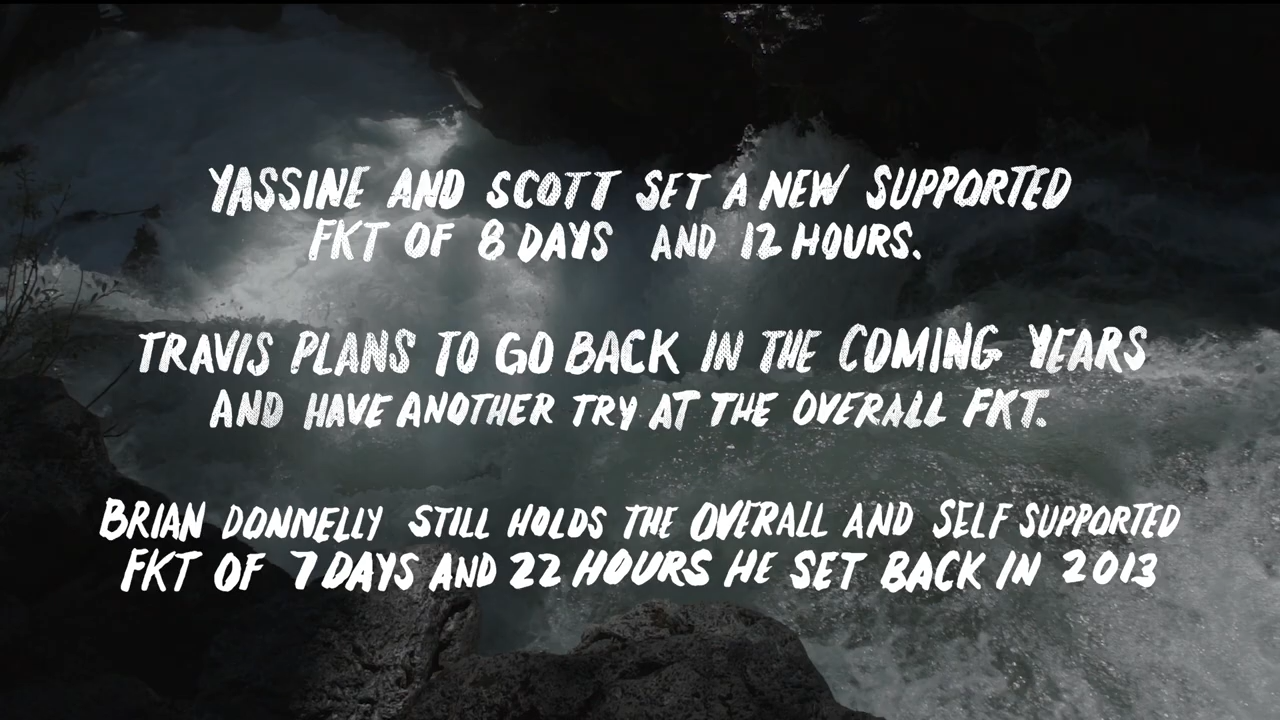 YASSINE AND SCOTT SET A NEW SUPPORTED
FKT OF 8 DAYS AND 12 HOURS.
TRAVIS PLANS TO GO BACK IN THE COMING YEARS
AND HAVE ANOTHER TRY AT THE OVERALL FKT.
BRIAN DONNELLY STILL HOLDS THE OVERALL AND SELF SUPPORTED
FKT OF 7 DAYS AND 22 HOURS HE SET BACK IN 2013